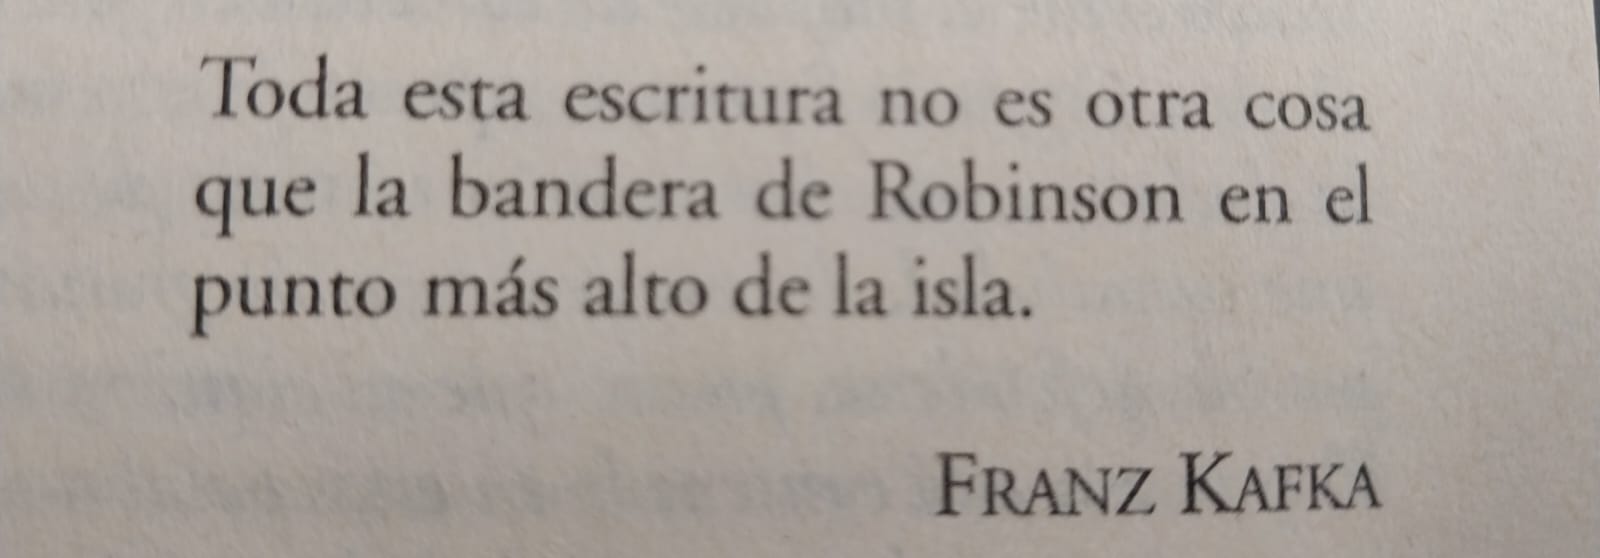 Toda esta escritura no es otra cosa
que la bandera de Robinson en el
punto más alto de la isla.
FRANZ KAFKA